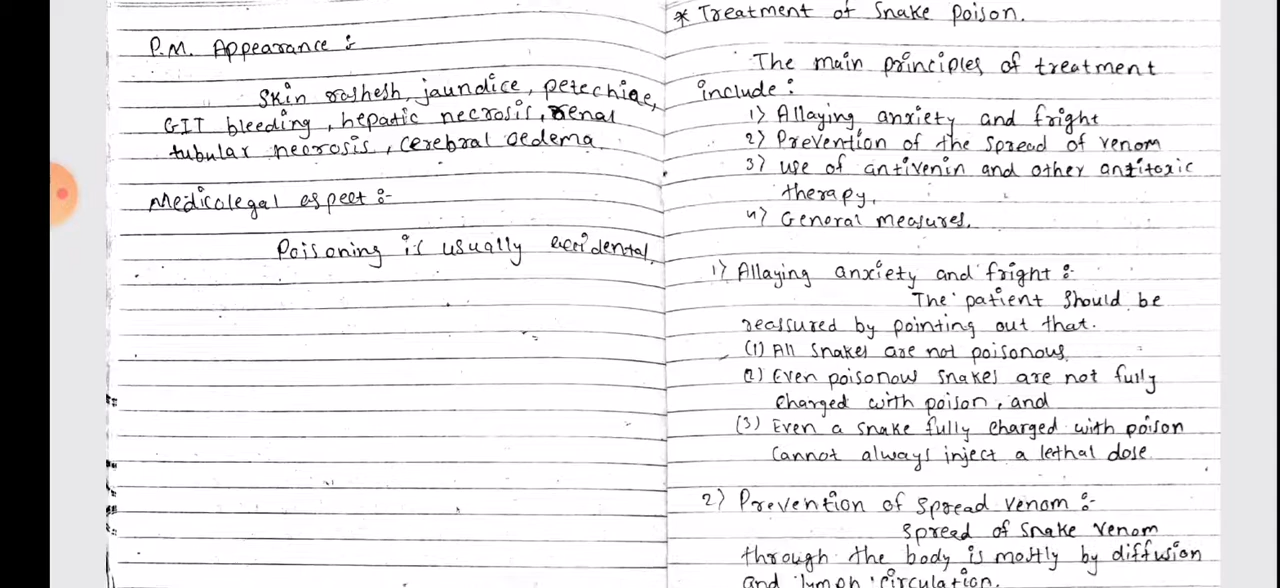 P.M. Appearance :-
Skin rashesh, jaundice, petechiae,
GIT bleeding, hepatic necrosis, renal
tubular necrosis, cerebral oedema
Medicolegal aspect :-
Poisoning is usually accidental.
* Treatment of Snake Poison.
The main principles of treatment
include :
1) Allaying anxiety and fright
2) Prevention of the spread of venom
3) use of antivenin and other antitoxic
therapy.
4) General measures.
1) Allaying anxiety and fright :-
The patient should be
reassured by pointing out that.
(1) All snakes are not poisonous
(2) Even poisonous snakes are not fully
charged with poison, and
(3) Even a snake fully charged with poison
cannot always inject a lethal dose
2) Prevention of spread venom :-
spread of snake venom
through the body is mostly by diffusion
and lymph circulation.